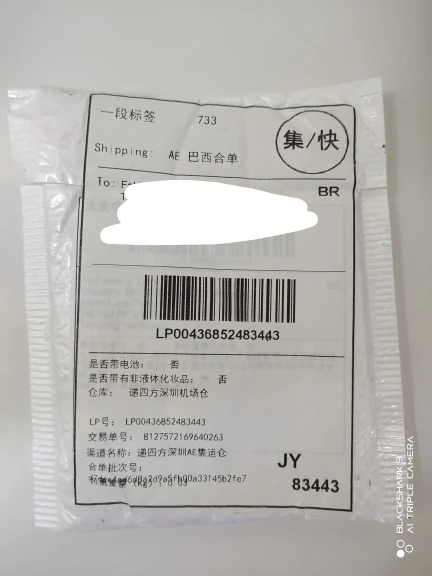 一段标签 733
集/快
Shipping: AE 巴西合单
To:
BR
LP00436852483443
是否带电池: 否
是否带有非液体化妆品: 否
仓库: 递四方深圳机场仓
LP号: LP00436852483443
交易单号: B127572169640263
渠道名称: 递四方深圳AE集运仓
JY
合单批次号:
(Kg): 0.03
83443
BLACKSHARK 3
AI TRIPLE CAMERA